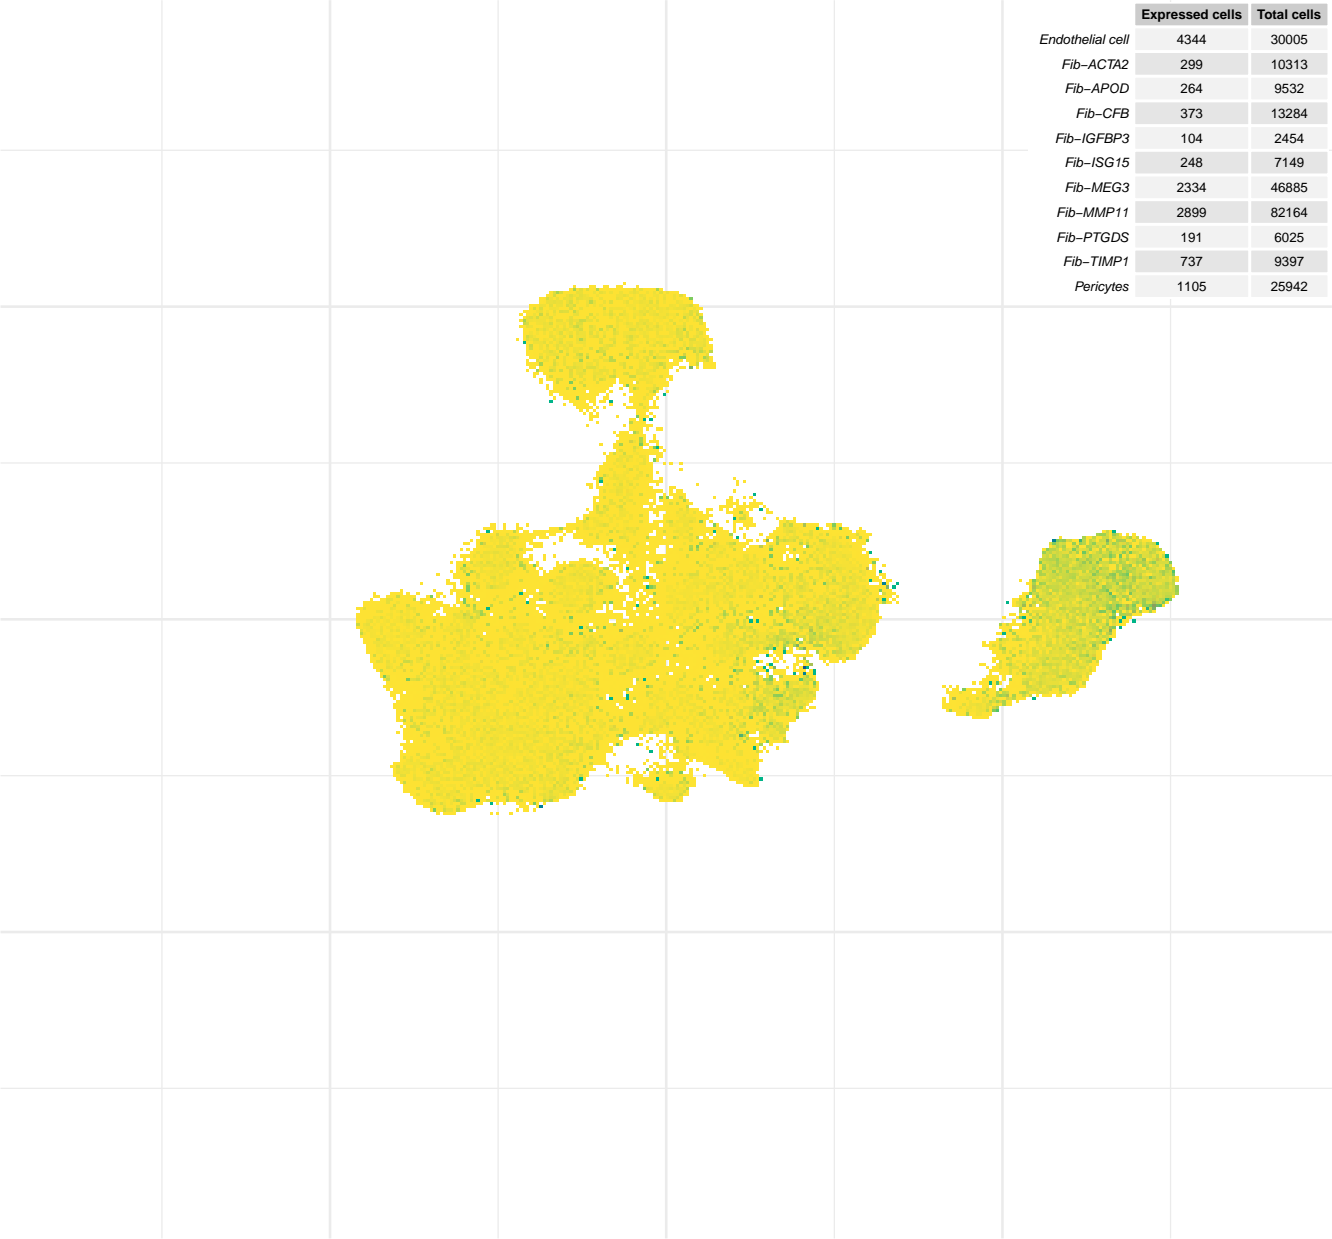 Expressed cells Total cells
Endothelial cell 4344 30005
Fib−ACTA2 299 10313
Fib−APOD 264 9532
Fib−CFB 373 13284
Fib−IGFBP3 104 2454
Fib−ISG15 248 7149
Fib−MEG3 2334 46885
Fib−MMP11 2899 82164
Fib−PTGDS 191 6025
Fib−TIMP1 737 9397
Pericytes 1105 25942